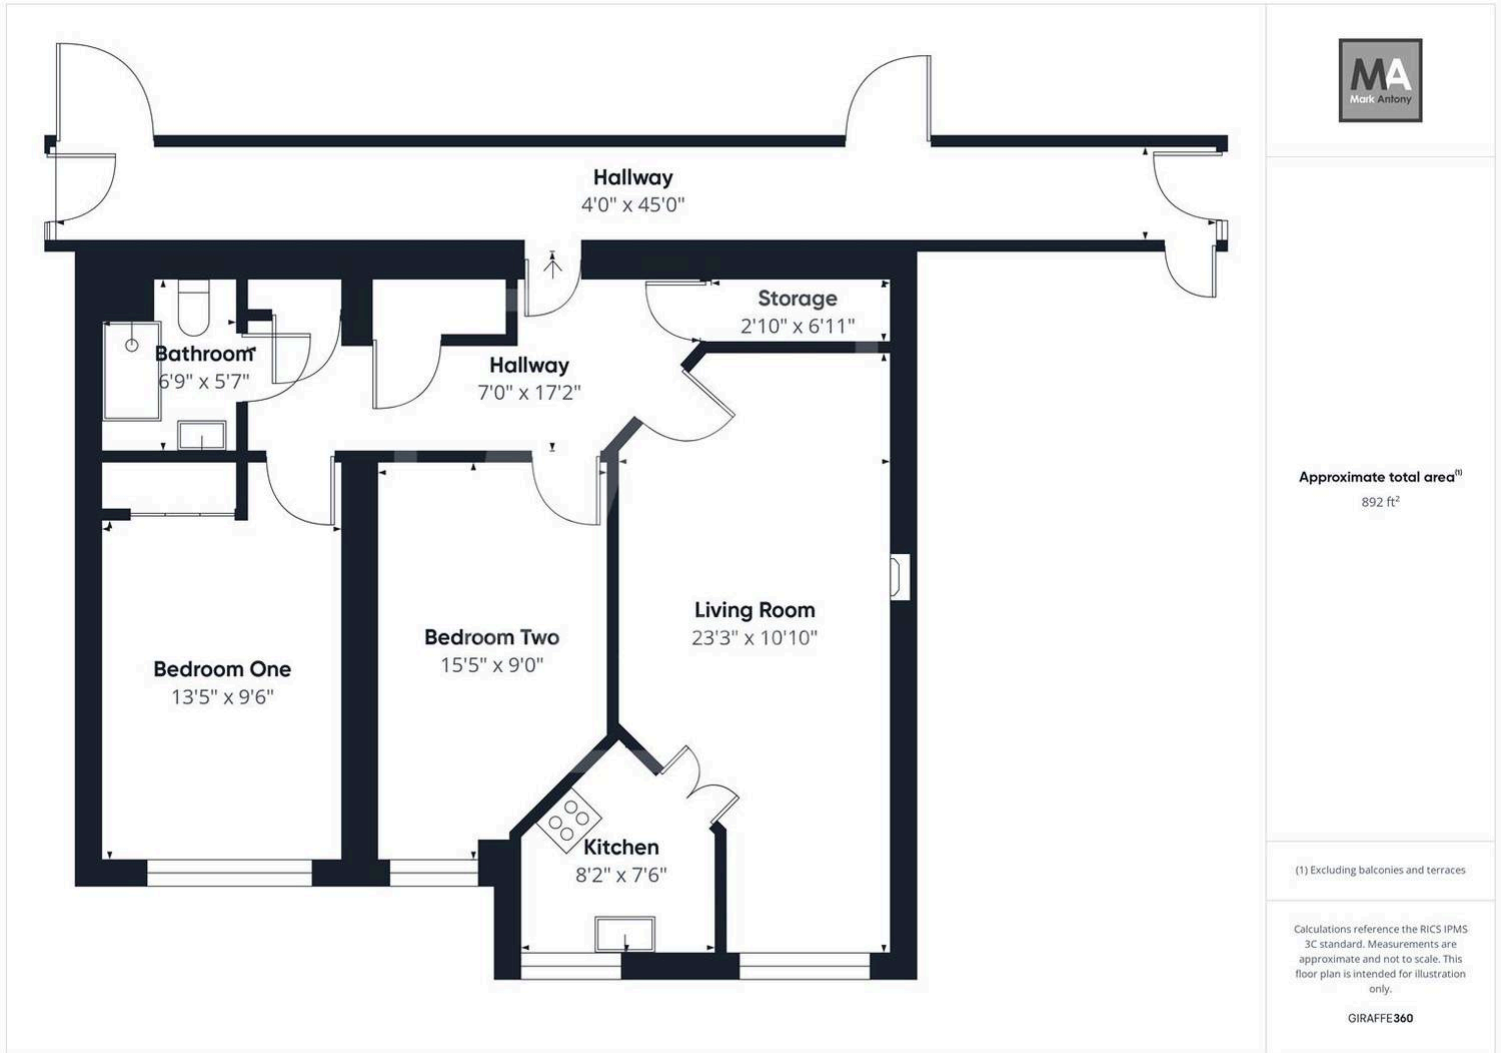 MA
Mark Antony
Hallway
4'0" x 45'0"
Storage
2'10" x 6'11"
Bathroom
6'9" x 5'7"
Hallway
7'0" x 17'2"
Approximate total area(1)
892 ft²
Living Room
23'3" x 10'10"
Bedroom Two
15'5" x 9'0"
Bedroom One
13'5" x 9'6"
Kitchen
8'2" x 7'6"
(1) Excluding balconies and terraces
Calculations reference the RICS IPMS
3C standard. Measurements are
approximate and not to scale. This
floor plan is intended for illustration
only.
GIRAFFE360